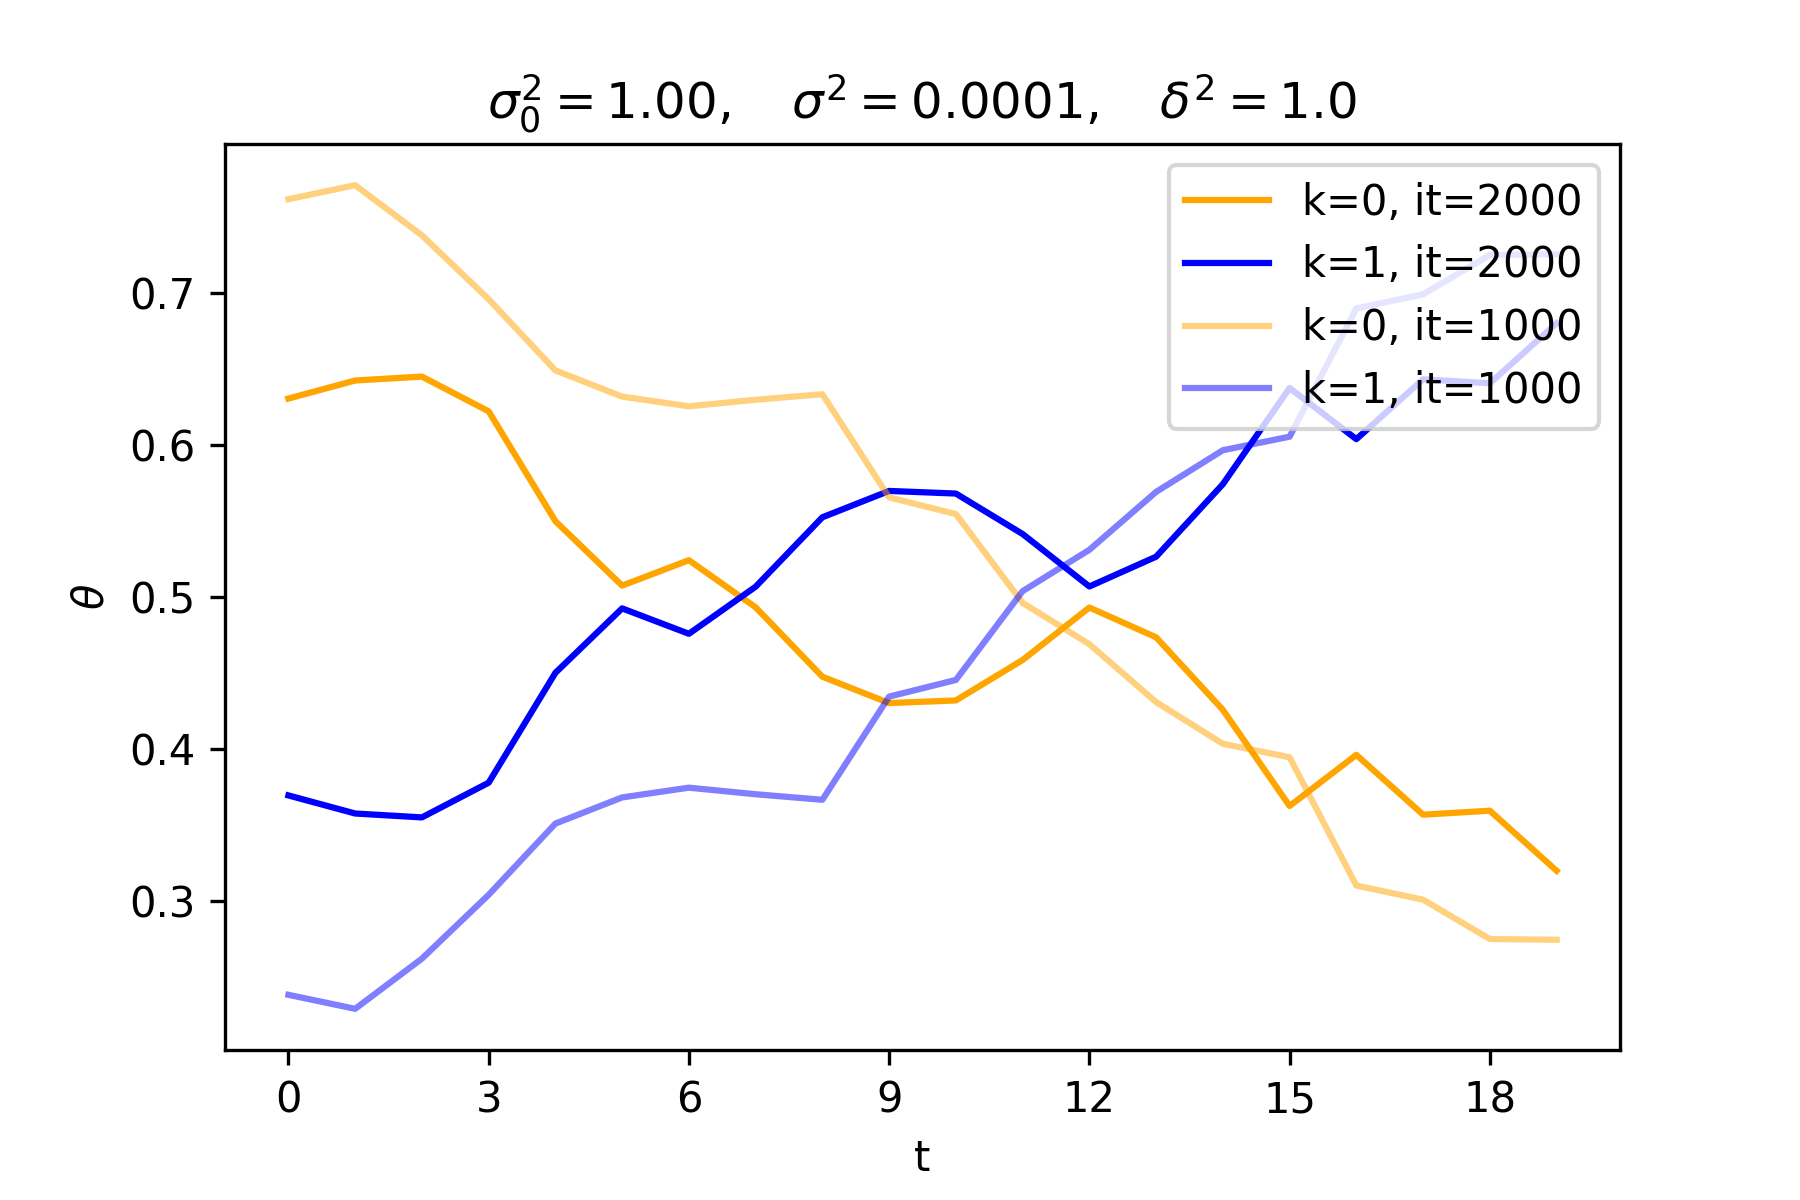 σ₀² = 1.00, σ² = 0.0001, δ² = 1.0
k=0, it=2000
k=1, it=2000
k=0, it=1000
k=1, it=1000
0.7
0.6
0.5
0.4
0.3
θ
0 3 6 9 12 15 18
t